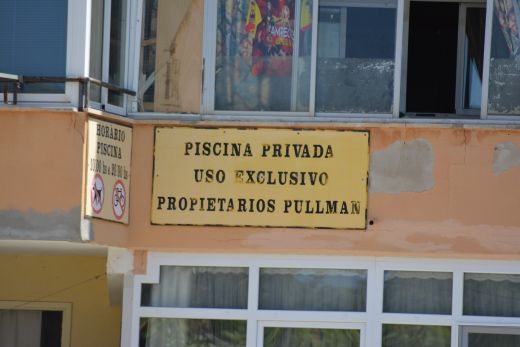 HORARIO
PISCINA
PISCINA PRIVADA
USO EXCLUSIVO
PROPIETARIOS PULLMAN